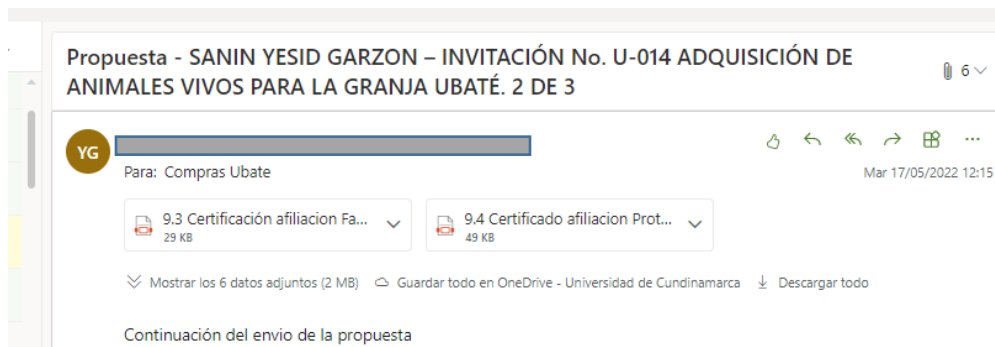 Propuesta - SANIN YESID GARZON – INVITACIÓN No. U-014 ADQUISICIÓN DE
ANIMALES VIVOS PARA LA GRANJA UBATÉ. 2 DE 3
6
YG
Para: Compras Ubate
Mar 17/05/2022 12:15
9.3 Certificación afiliacion Fa...
29 KB
9.4 Certificado afiliacion Prot...
49 KB
Mostrar los 6 datos adjuntos (2 MB) Guardar todo en OneDrive - Universidad de Cundinamarca Descargar todo
Continuación del envio de la propuesta